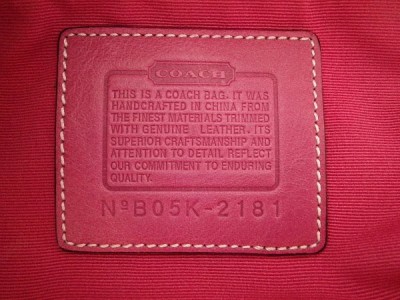 COACH
THIS IS A COACH BAG. IT WAS
HANDCRAFTED IN CHINA FROM
THE FINEST MATERIALS TRIMMED
WITH GENUINE LEATHER. ITS
SUPERIOR CRAFTSMANSHIP AND
ATTENTION TO DETAIL REFLECT
OUR COMMITMENT TO ENDURING
QUALITY.
NºB05K-2181